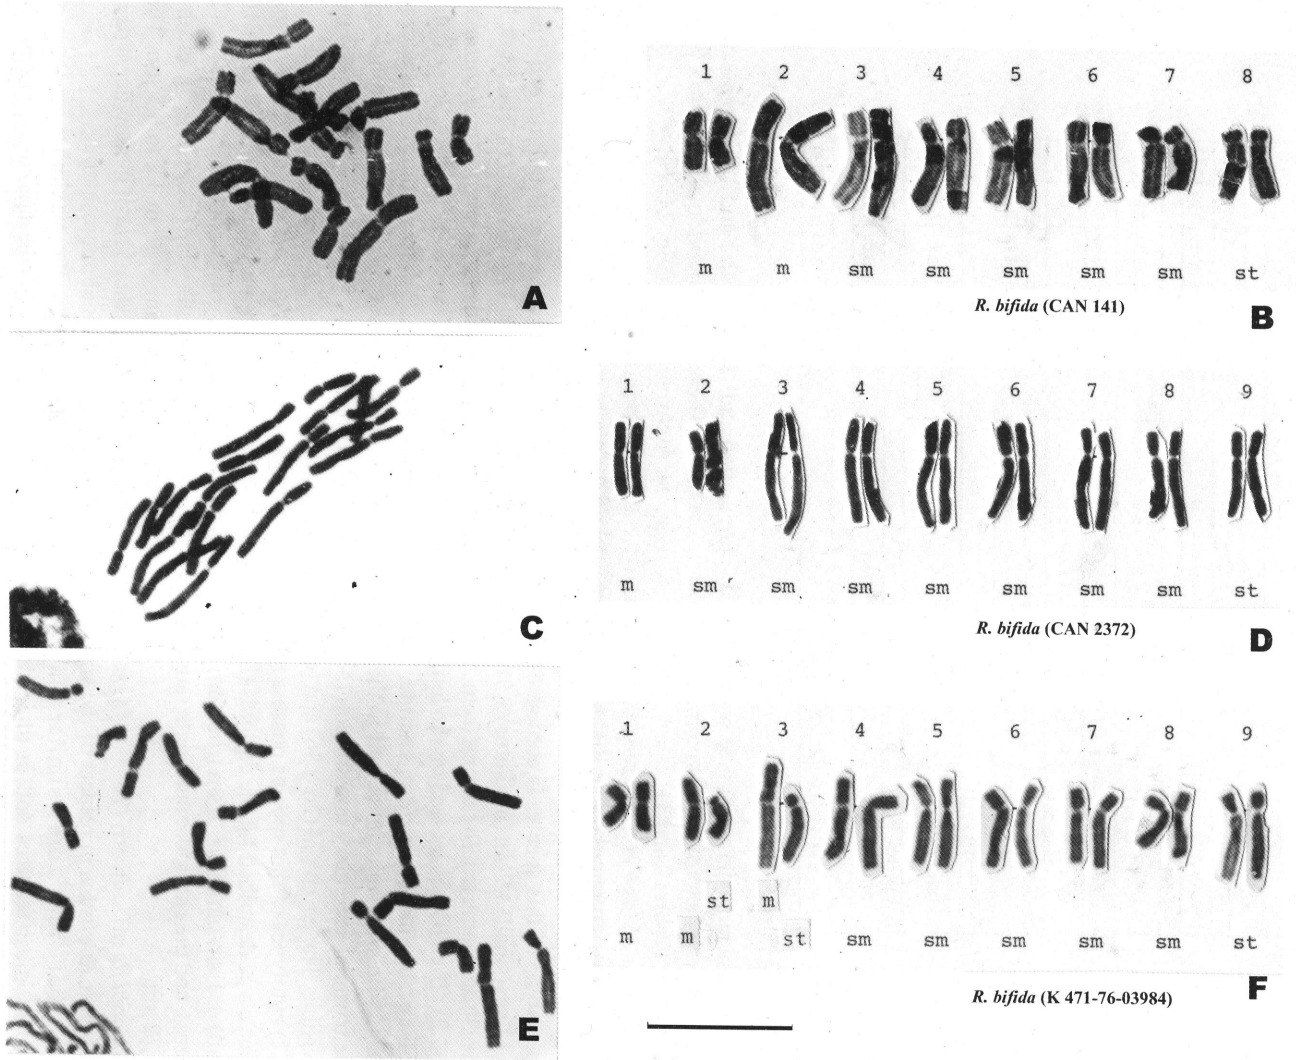 A
1 2 3 4 5 6 7 8
m m sm sm sm sm sm st
R. bifida (CAN 141)
B
C
1 2 3 4 5 6 7 8 9
m sm sm sm sm sm sm sm st
R. bifida (CAN 2372)
D
E
1 2 3 4 5 6 7 8 9
st m
m m st sm sm sm sm sm st
R. bifida (K 471-76-03984)
F